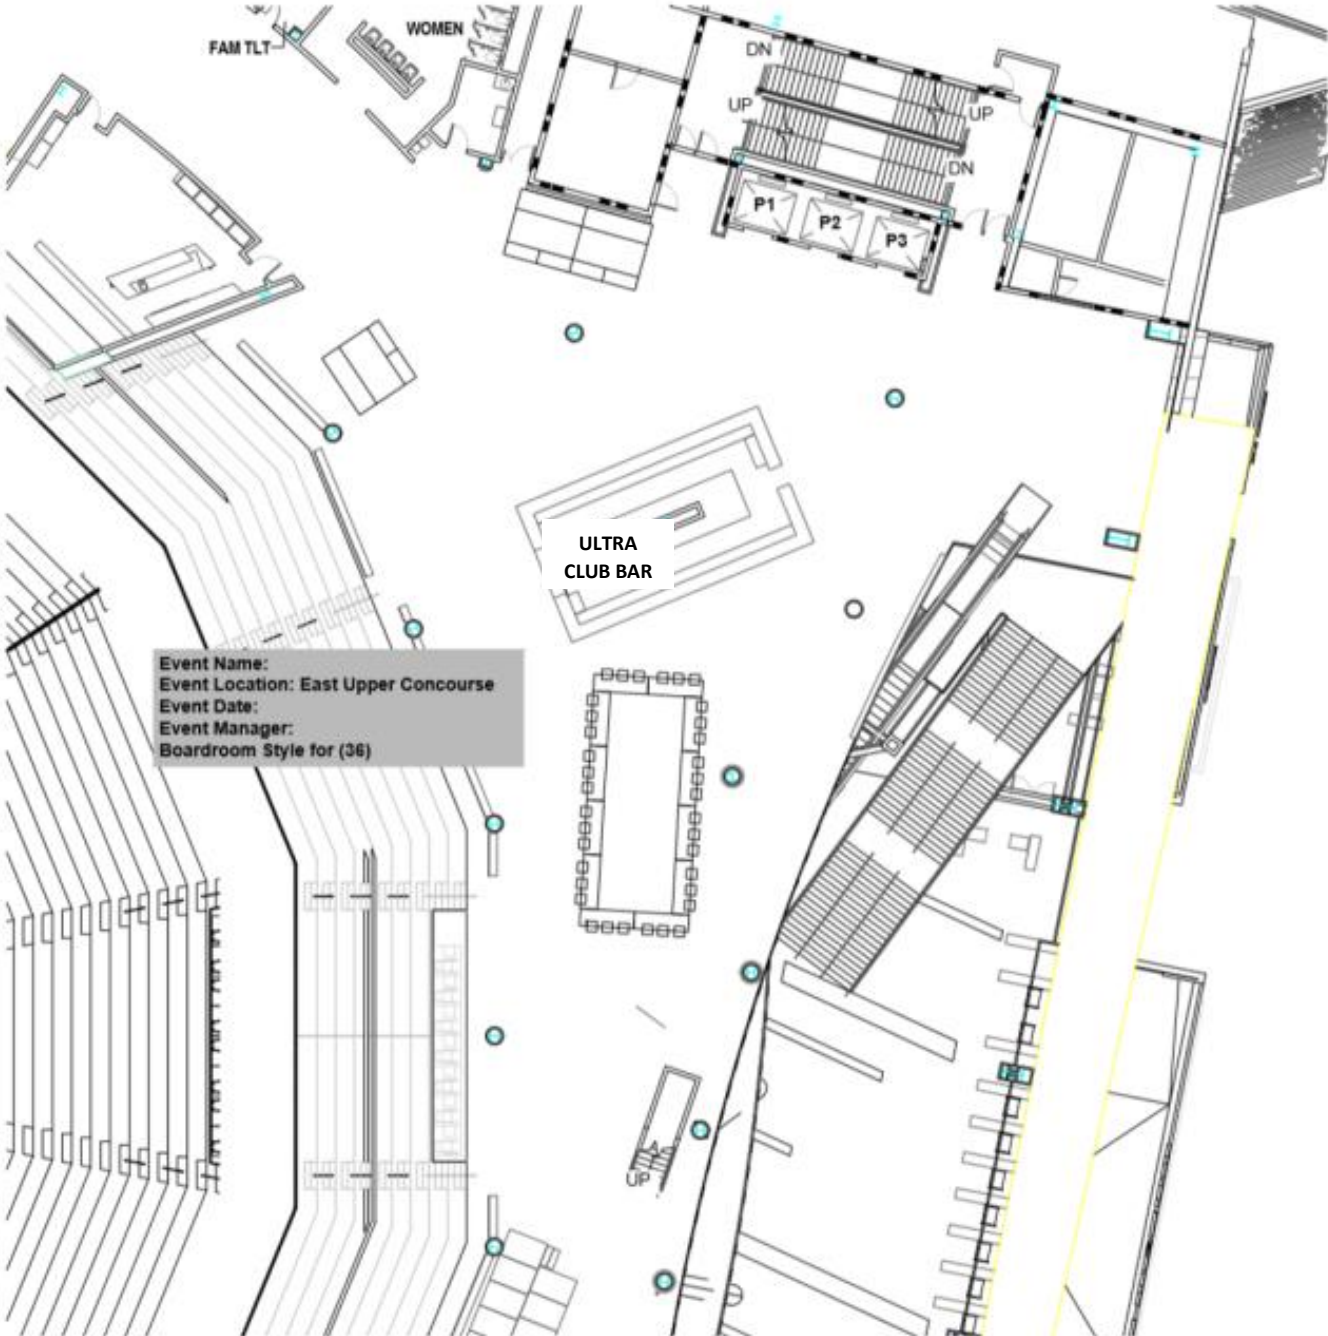 WOMEN
FAM TLT
DN
UP
UP
DN
P1
P2
P3
ULTRA
CLUB BAR
Event Name:
Event Location: East Upper Concourse
Event Date:
Event Manager:
Boardroom Style for (36)
UP